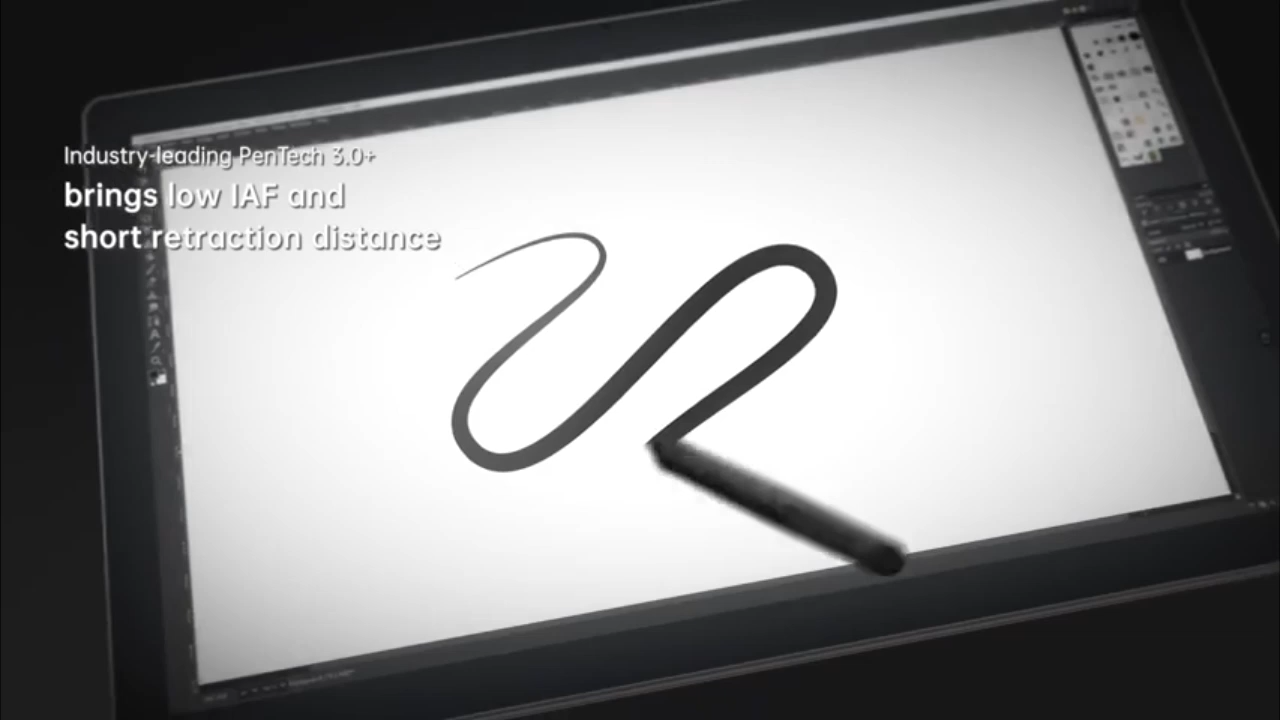 Industry-leading PenTech 3.0+
brings low IAF and
short retraction distance